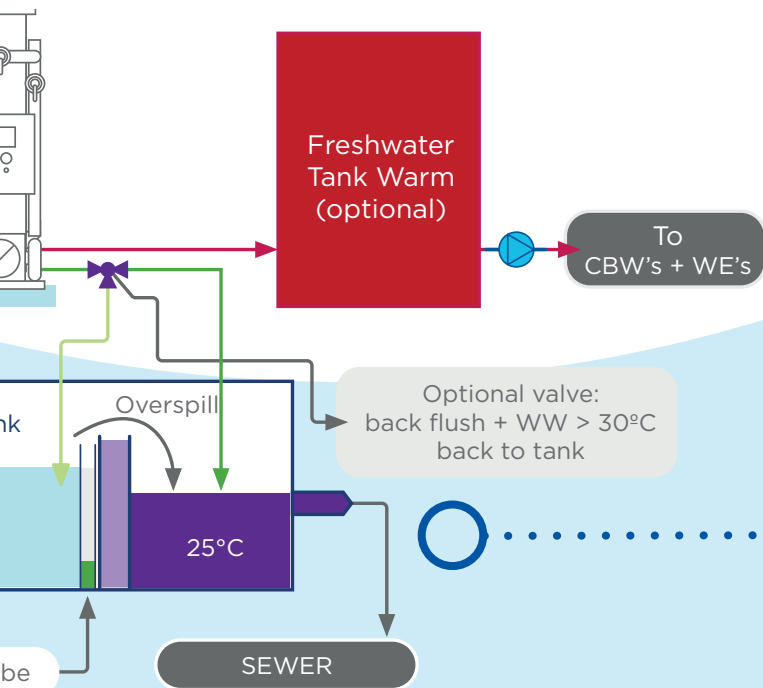 Freshwater
Tank Warm
(optional)
To
CBW's + WE's
Optional valve:
back flush + WW > 30ºC
back to tank
Overspill
25°C
SEWER